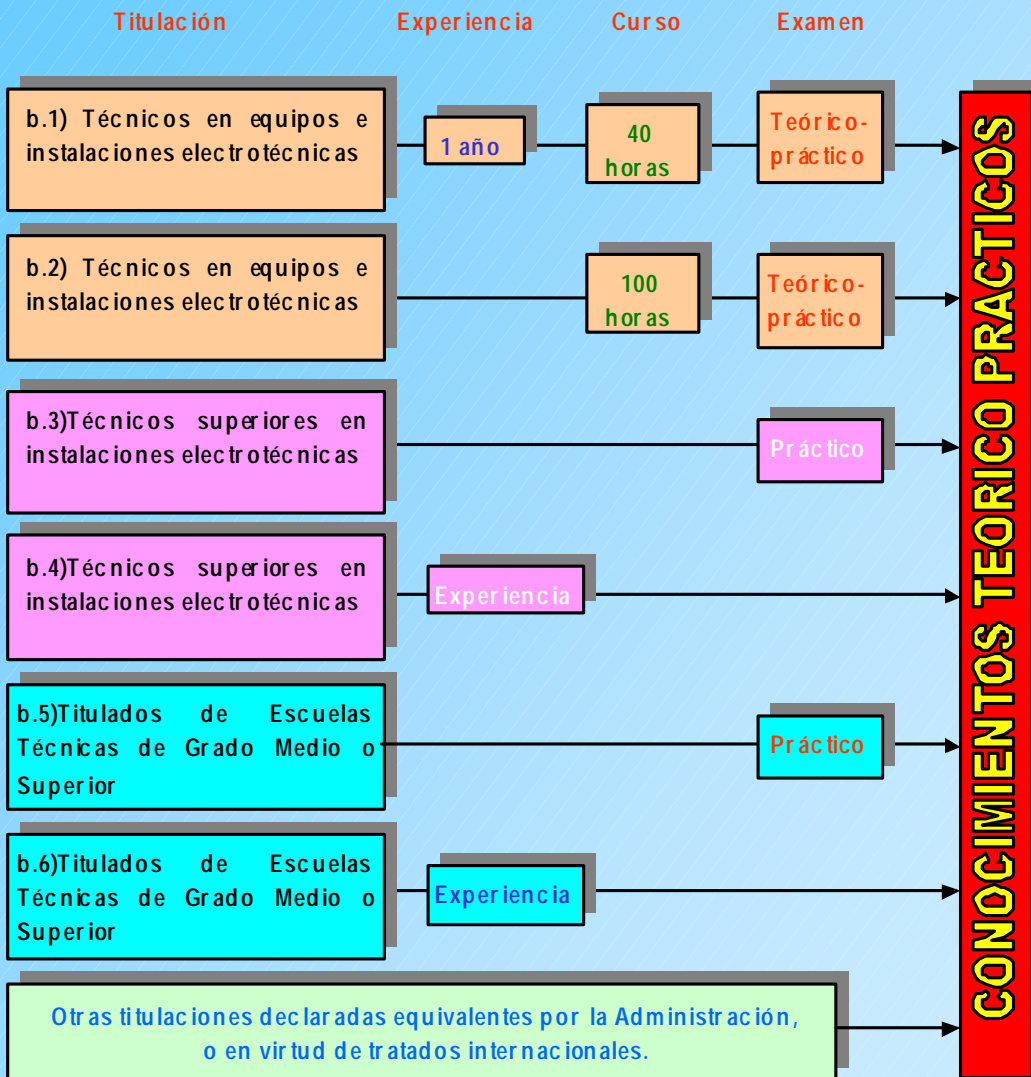 Titulación Experiencia Curso Examen
b.1) Técnicos en equipos e
instalaciones electrotécnicas
1 año
40
horas
Teórico-
práctico
b.2) Técnicos en equipos e
instalaciones electrotécnicas
100
horas
Teórico-
práctico
b.3)Técnicos superiores en
instalaciones electrotécnicas
Práctico
b.4)Técnicos superiores en
instalaciones electrotécnicas
Experiencia
b.5)Titulados de Escuelas
Técnicas de Grado Medio o
Superior
Práctico
b.6)Titulados de Escuelas
Técnicas de Grado Medio o
Superior
Experiencia
Otras titulaciones declaradas equivalentes por la Administración,
o en virtud de tratados internacionales.
CONOCIMIENTOS TEORICO PRACTICOS